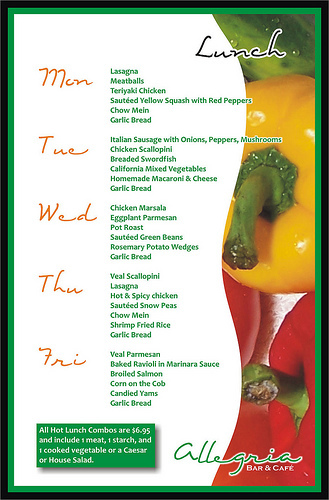 Lunch
Mon
Lasagna
Meatballs
Teriyaki Chicken
Sautéed Yellow Squash with Red Peppers
Chow Mein
Garlic Bread
Tue
Italian Sausage with Onions, Peppers, Mushrooms
Chicken Scallopini
Breaded Swordfish
California Mixed Vegetables
Homemade Macaroni & Cheese
Garlic Bread
Wed
Chicken Marsala
Eggplant Parmesan
Pot Roast
Sautéed Green Beans
Rosemary Potato Wedges
Garlic Bread
Thu
Veal Scallopini
Lasagna
Hot & Spicy chicken
Sautéed Snow Peas
Chow Mein
Shrimp Fried Rice
Garlic Bread
Fri
Veal Parmesan
Baked Ravioli in Marinara Sauce
Broiled Salmon
Corn on the Cob
Candied Yams
Garlic Bread
All Hot Lunch Combos are $6.95
and include 1 meat, 1 starch, and
1 cooked vegetable or a Caesar
or House Salad.
Allegria
BAR & CAFÉ